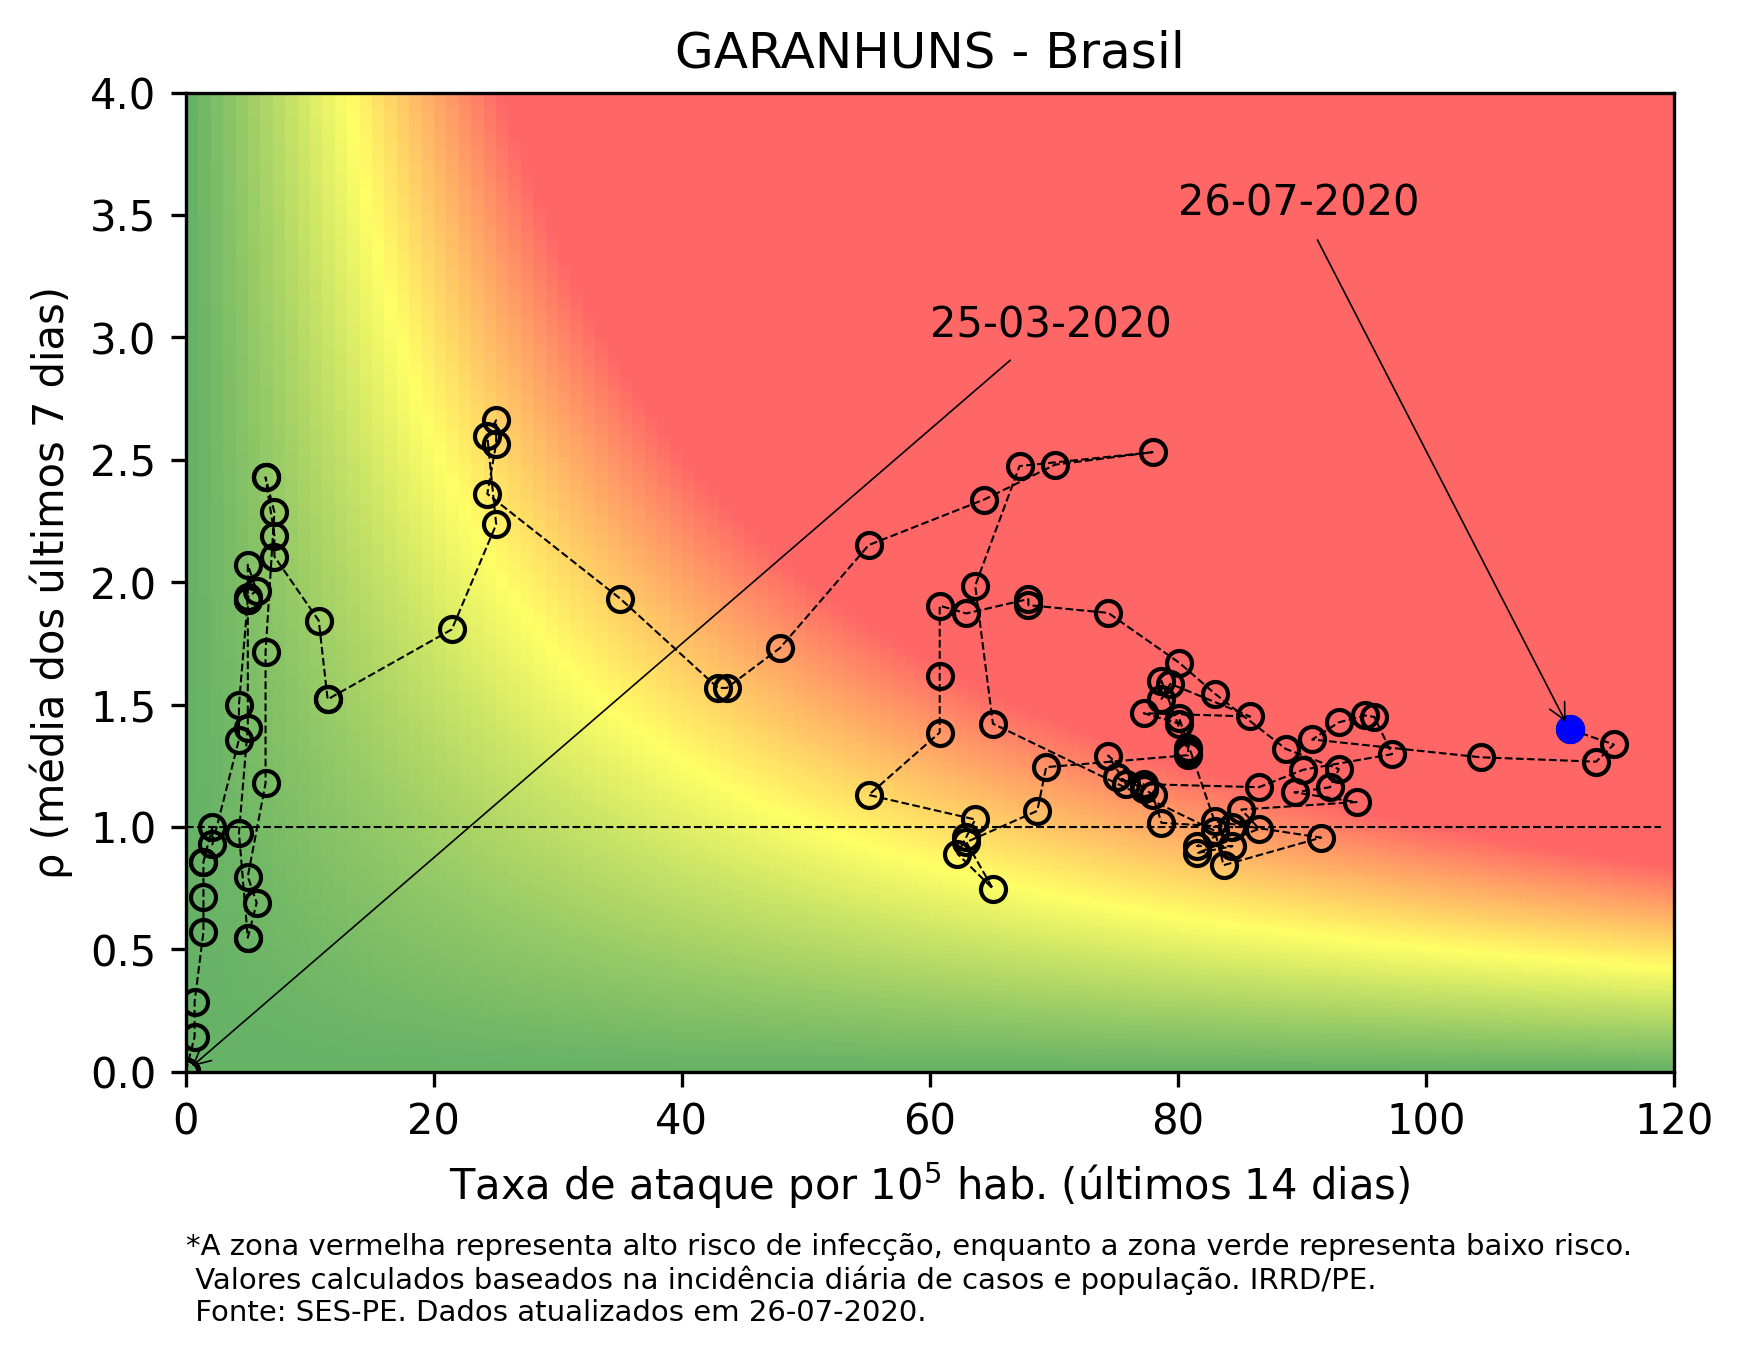 GARANHUNS - Brasil
4.0
3.5
3.0
2.5
2.0
1.5
1.0
0.5
0.0
ρ (média dos últimos 7 dias)
26-07-2020
25-03-2020
0 20 40 60 80 100 120
Taxa de ataque por 10⁵ hab. (últimos 14 dias)
*A zona vermelha representa alto risco de infecção, enquanto a zona verde representa baixo risco.
Valores calculados baseados na incidência diária de casos e população. IRRD/PE.
Fonte: SES-PE. Dados atualizados em 26-07-2020.